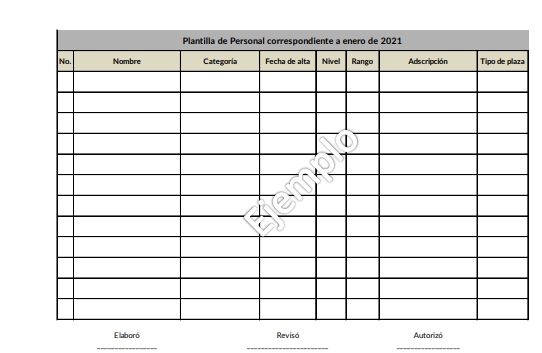 Plantilla de Personal correspondiente a enero de 2021
No. Nombre Categoría Fecha de alta Nivel Rango Adscripción Tipo de plaza
Ejemplo
Elaboró Revisó Autorizó